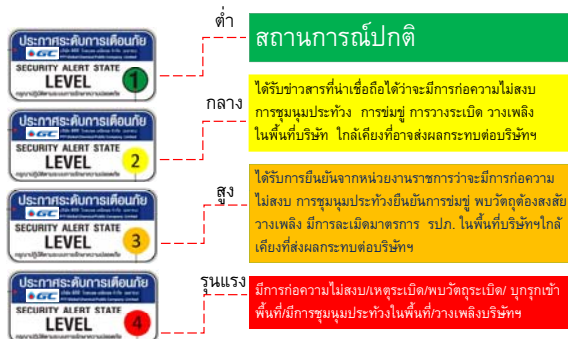 ต่ำ
ประกาศระดับการเตือนภัย
GC
SECURITY ALERT STATE
LEVEL
1
สถานการณ์ปกติ
กลาง
ประกาศระดับการเตือนภัย
GC
SECURITY ALERT STATE
LEVEL
2
ได้รับข่าวสารที่น่าเชื่อถือได้ว่าจะมีการก่อความไม่สงบ
การชุมนุมประท้วง การข่มขู่ การวางระเบิด วางเพลิง
ในพื้นที่บริษัท ใกล้เคียงที่อาจส่งผลกระทบต่อบริษัทฯ
สูง
ประกาศระดับการเตือนภัย
GC
SECURITY ALERT STATE
LEVEL
3
ได้รับการยืนยันจากหน่วยงานราชการว่าจะมีการก่อความ
ไม่สงบ การชุมนุมประท้วงยืนยันการข่มขู่ พบวัตถุต้องสงสัย
วางเพลิง มีการละเมิดมาตรการ รปภ. ในพื้นที่บริษัทฯใกล้
เคียงที่ส่งผลกระทบต่อบริษัทฯ
รุนแรง
ประกาศระดับการเตือนภัย
GC
SECURITY ALERT STATE
LEVEL
4
มีการก่อความไม่สงบ/เหตุระเบิด/พบวัตถุระเบิด/ บุกรุกเข้า
พื้นที่/มีการชุมนุมประท้วงในพื้นที่/วางเพลิงบริษัทฯ